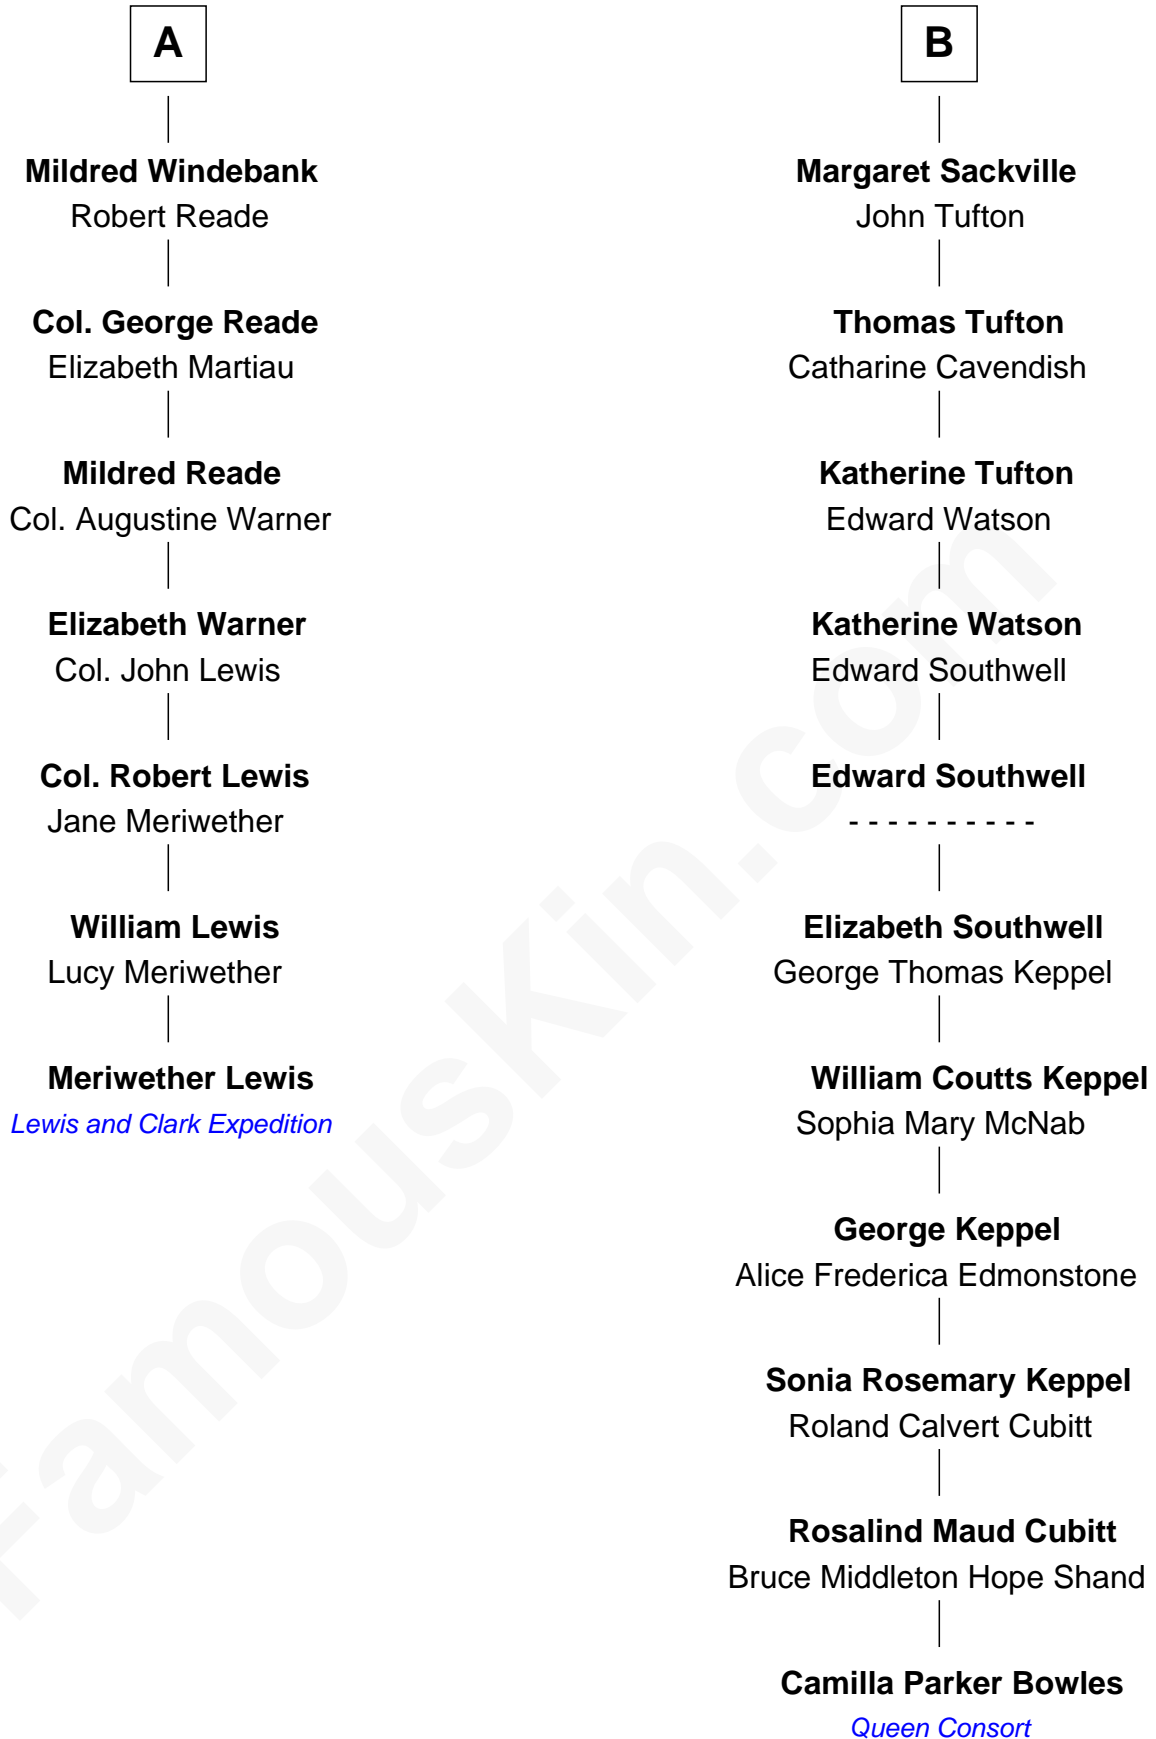 A
Mildred Windebank
Robert Reade
Col. George Reade
Elizabeth Martiau
Mildred Reade
Col. Augustine Warner
Elizabeth Warner
Col. John Lewis
Col. Robert Lewis
Jane Meriwether
William Lewis
Lucy Meriwether
Meriwether Lewis
Lewis and Clark Expedition
B
Margaret Sackville
John Tufton
Thomas Tufton
Catharine Cavendish
Katherine Tufton
Edward Watson
Katherine Watson
Edward Southwell
Edward Southwell
- - - - - - - - - -
Elizabeth Southwell
George Thomas Keppel
William Coutts Keppel
Sophia Mary McNab
George Keppel
Alice Frederica Edmonstone
Sonia Rosemary Keppel
Roland Calvert Cubitt
Rosalind Maud Cubitt
Bruce Middleton Hope Shand
Camilla Parker Bowles
Queen Consort
FamousKin.com